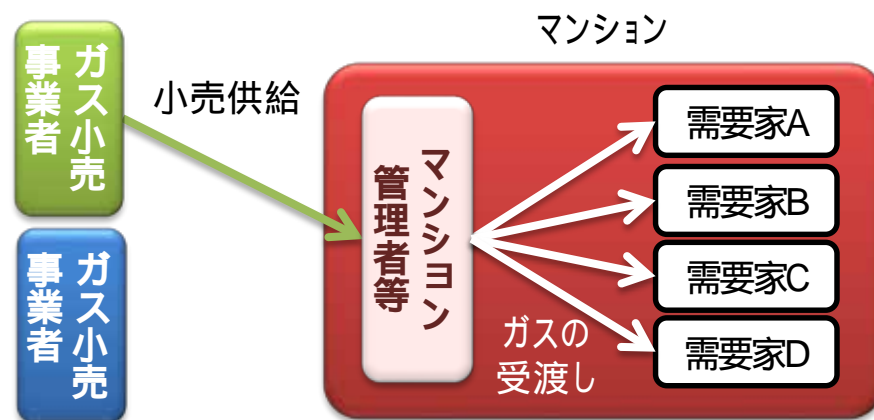 マンション
ガス小売
事業者
小売供給
マンション
管理者等
需要家A
需要家B
需要家C
需要家D
ガスの
受渡し
ガス小売
事業者